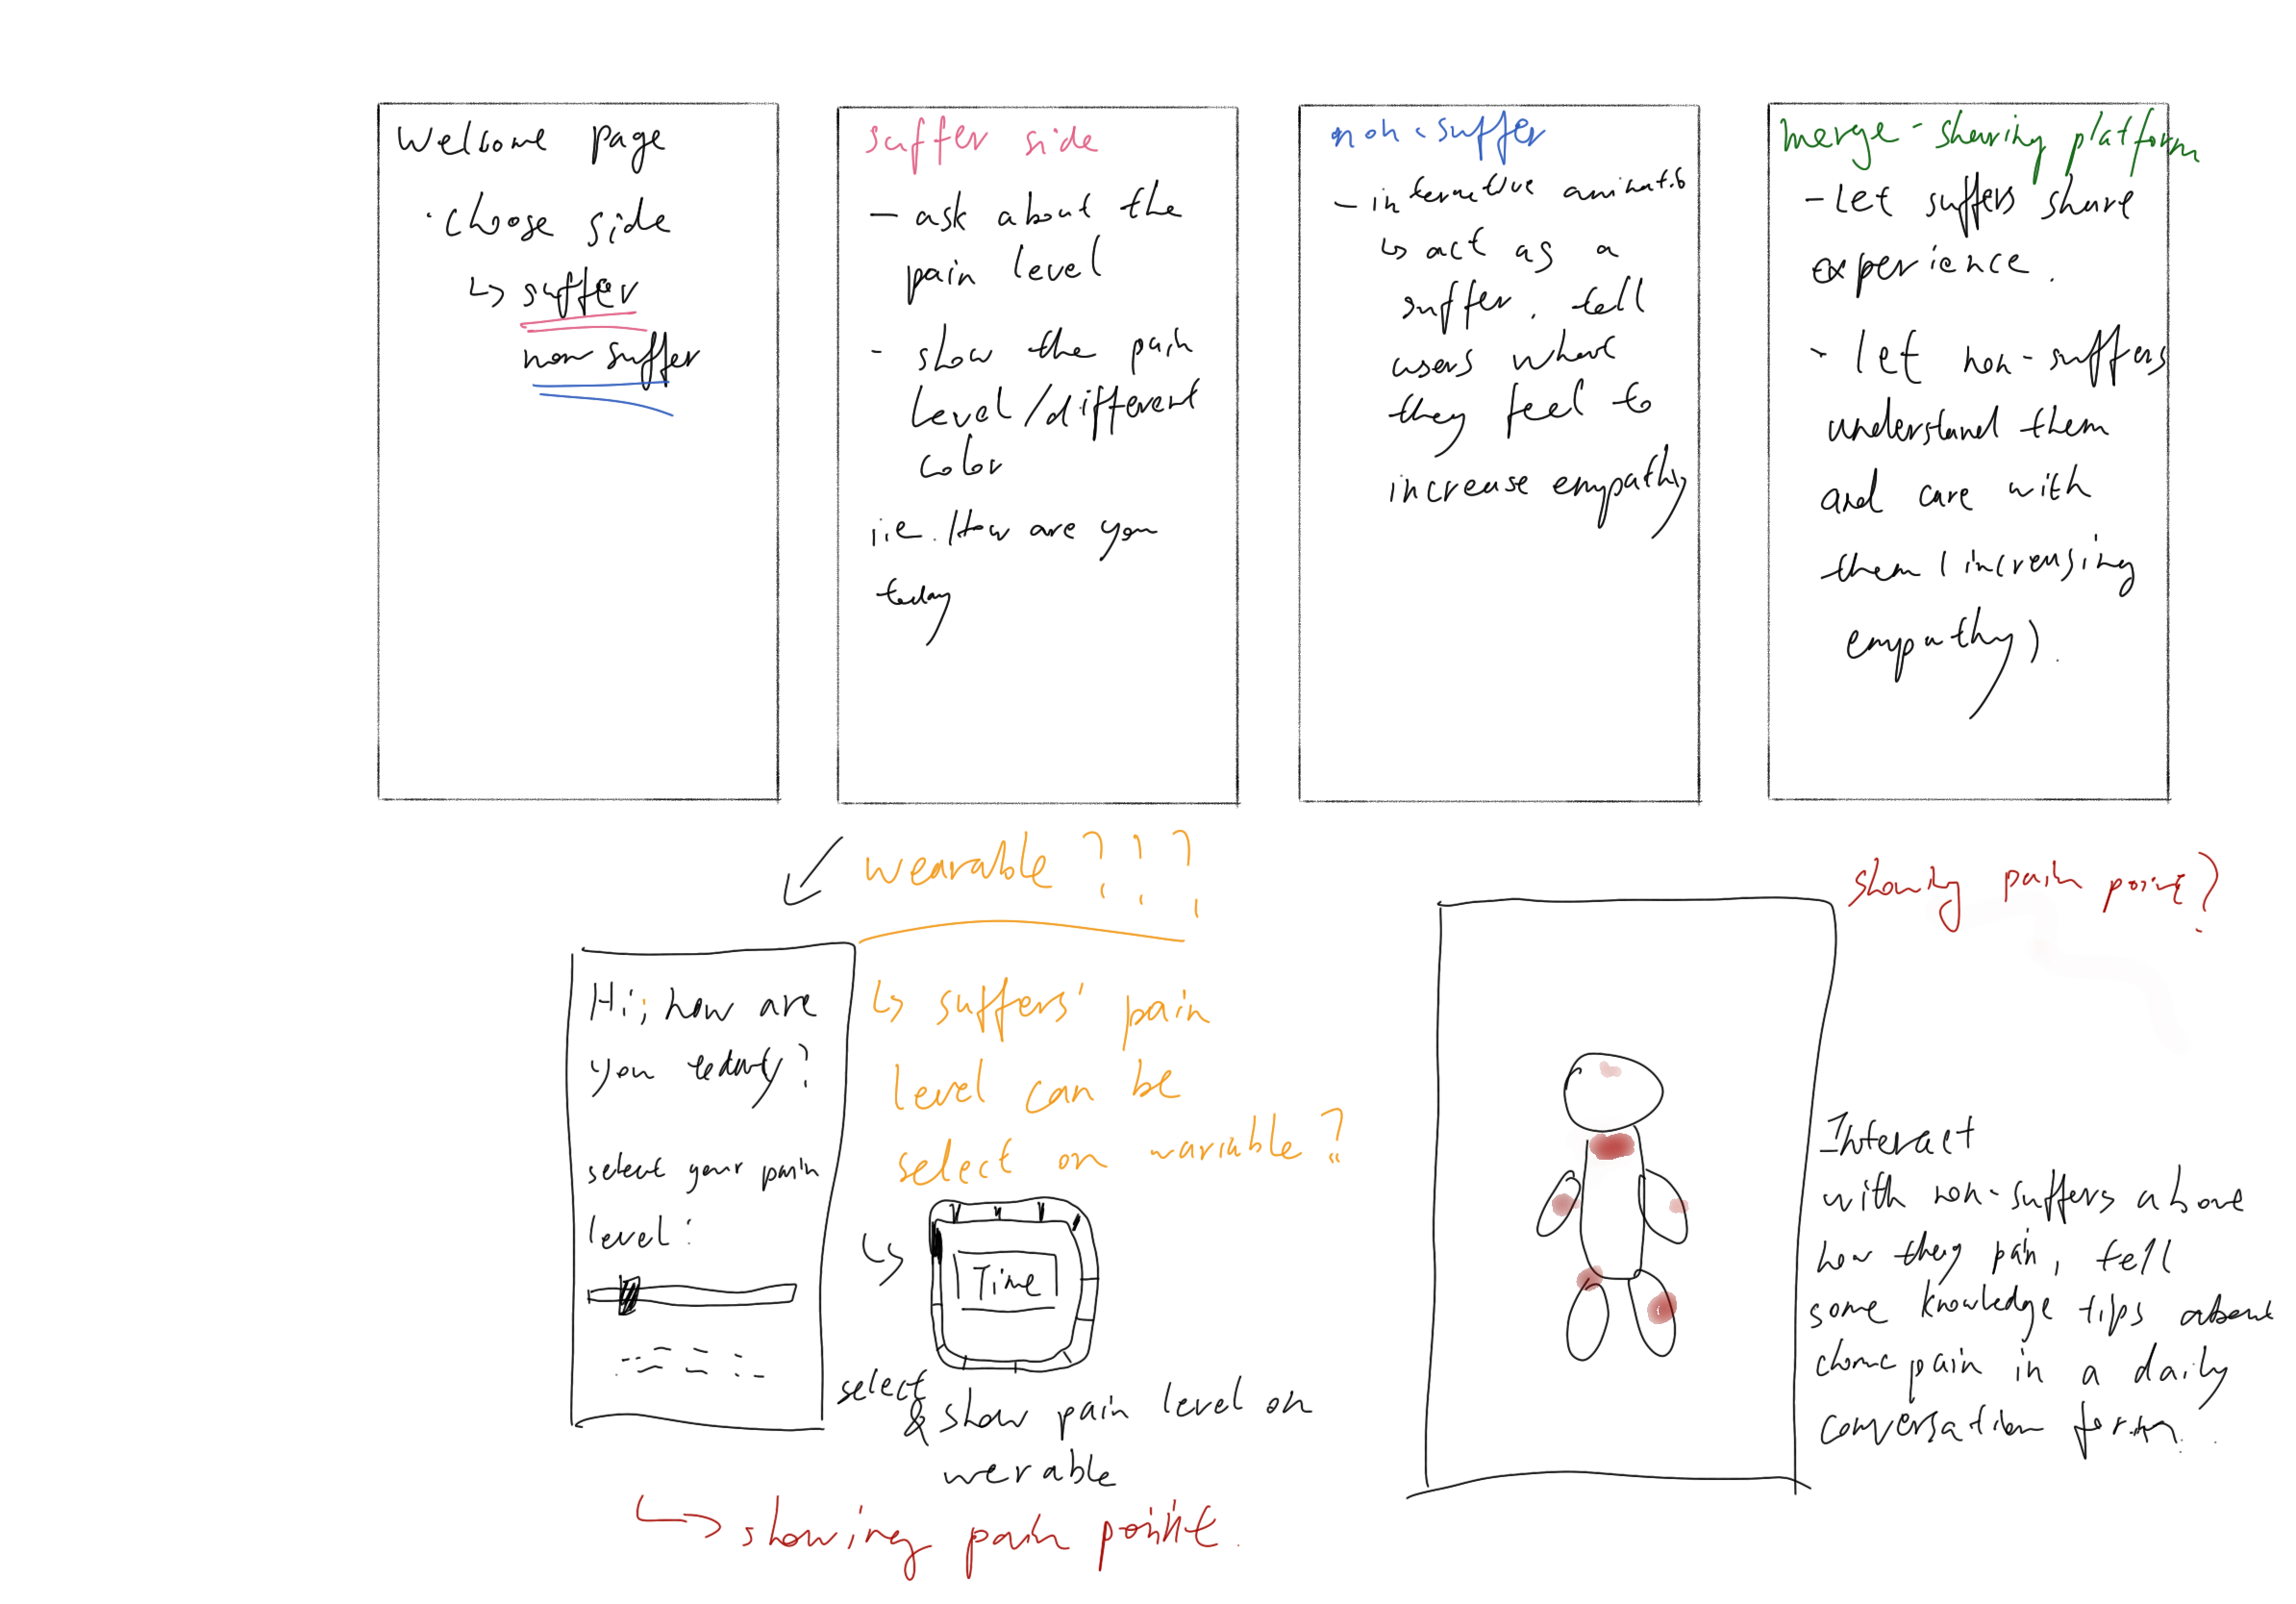 Welcome page
· choose side
↳ suffer
non suffer
suffer side
- ask about the
pain level
- show the pain
level/different
color
i.e. How are you
today
non-suffer
- interactive animatio
↳ act as a
suffer, tell
users what
they feel to
increase empathy
merge - sharing platform
- Let suffers share
experience.
- let non-suffers
understand them
and care with
them (increasing
empathy).
wearable ???
↳ suffers' pain
level can be
select on wariable?
Hi, how are
you today?
select your pain
level:
Time
select
& show pain level on
werable
↳ showing pain point.
showing pain point?
Interact
with non-suffers about
how they pain, tell
some knowledge tips about
pain in a daily
conversation form.